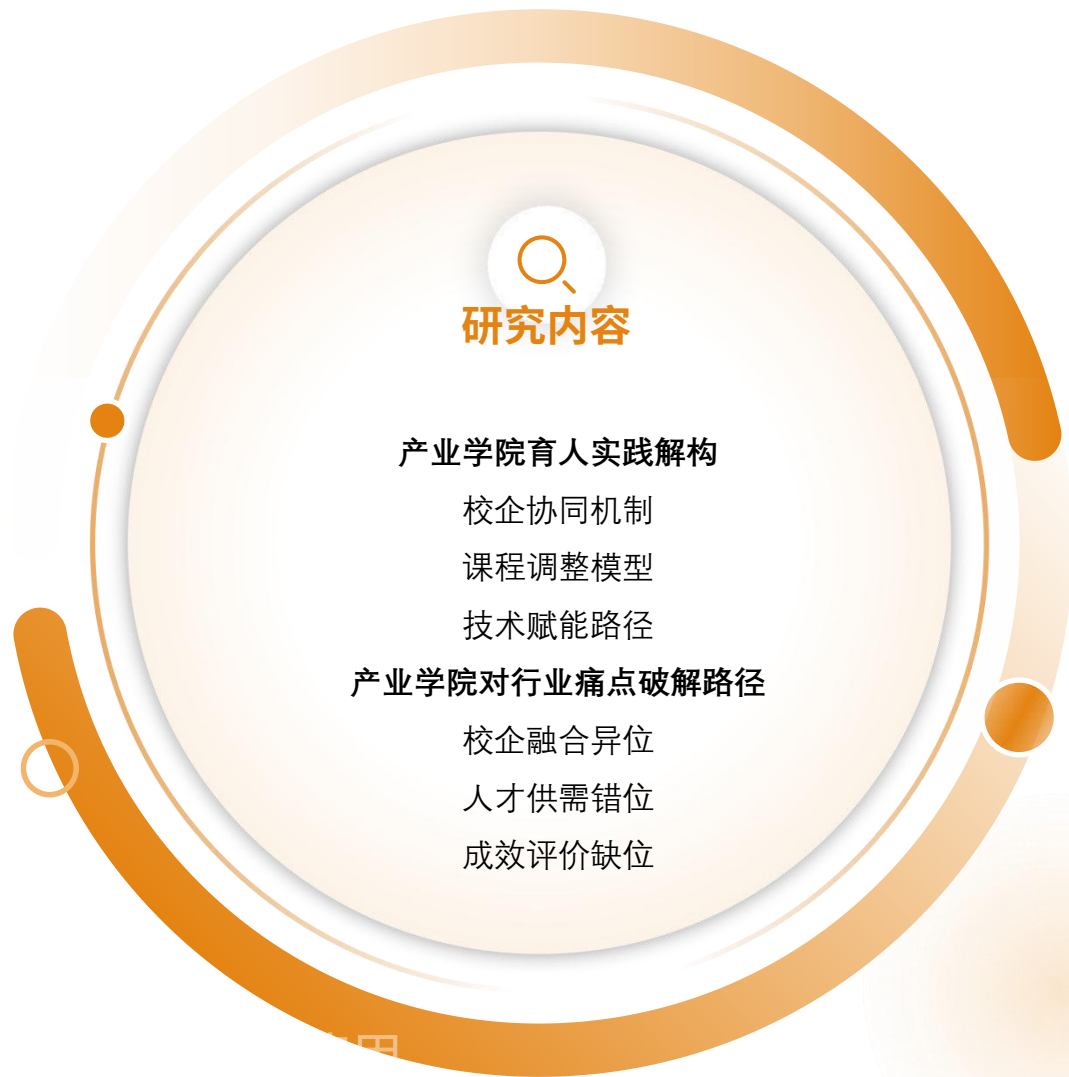 研究内容
产业学院育人实践解构
校企协同机制
课程调整模型
技术赋能路径
产业学院对行业痛点破解路径
校企融合异位
人才供需错位
成效评价缺位